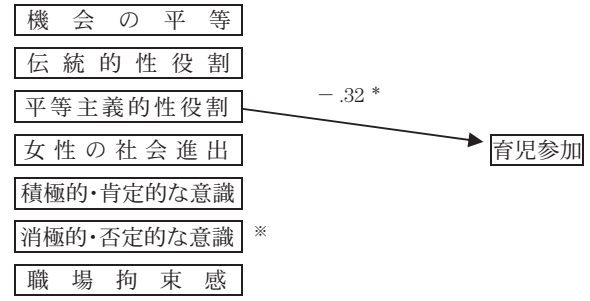 機会の平等
伝統的性役割
－.32 *
平等主義的性役割
女性の社会進出
育児参加
積極的･肯定的な意識
消極的･否定的な意識 ※
職場拘束感